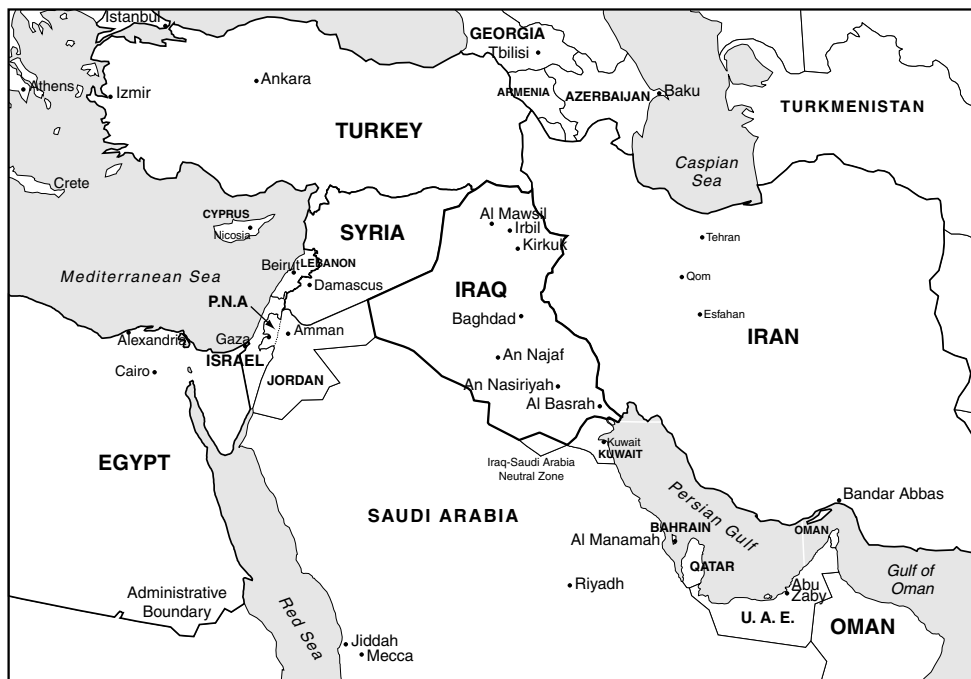 Istanbul
GEORGIA
Tbilisi
Athens
Izmir
Ankara
ARMENIA
AZERBAIJAN
Baku
TURKMENISTAN
TURKEY
Caspian
Sea
Crete
CYPRUS
Nicosia
SYRIA
Al Mawsil
Irbil
Kirkuk
Tehran
Mediterranean Sea
Beirut
LEBANON
Damascus
IRAQ
Qom
P.N.A
Baghdad
Esfahan
IRAN
Alexandria
Gaza
Amman
ISRAEL
Cairo
JORDAN
An Najaf
An Nasiriyah
Al Basrah
EGYPT
Kuwait
KUWAIT
Iraq-Saudi Arabia
Neutral Zone
SAUDI ARABIA
Persian Gulf
Bandar Abbas
BAHRAIN
Al Manamah
OMAN
QATAR
Gulf of
Oman
Riyadh
Abu
Zaby
Administrative
Boundary
Red Sea
U. A. E.
OMAN
Jiddah
Mecca